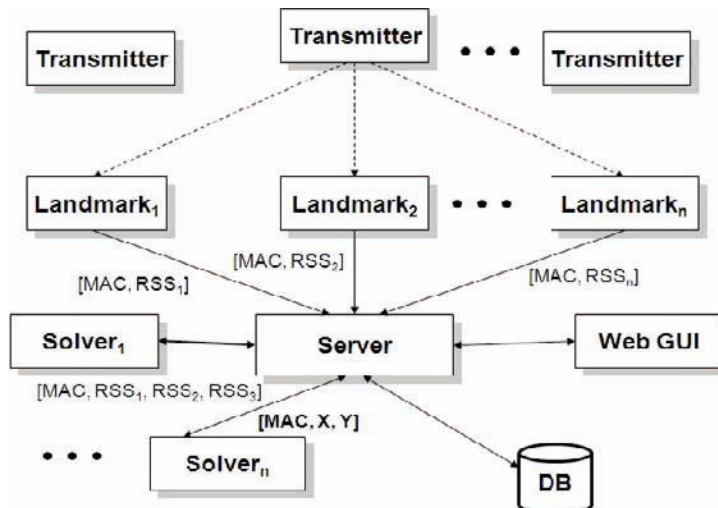 Transmitter
Transmitter
Transmitter
Landmark₁
Landmark₂
Landmarkₙ
[MAC, RSS₁]
[MAC, RSS₂]
[MAC, RSSₙ]
Solver₁
Server
Web GUI
[MAC, RSS₁, RSS₂, RSS₃]
[MAC, X, Y]
Solverₙ
DB